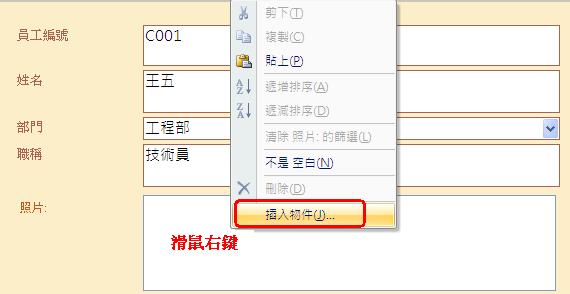 員工編號
C001
姓名
王五
部門
工程部
職稱
技術員
照片:
剪下(T)
複製(C)
貼上(P)
遞增排序(A)
遞減排序(D)
清除 照片: 的篩選(L)
不是 空白(N)
刪除(D)
插入物件(J)...
滑鼠右鍵